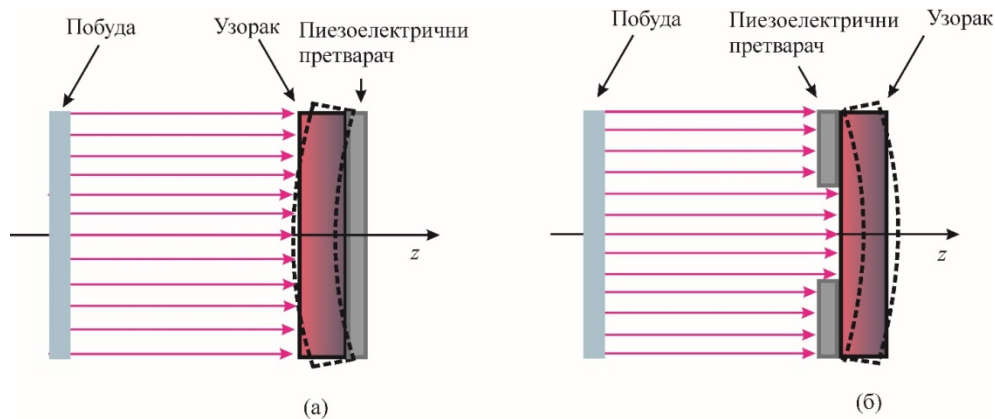 Побуда
Узорак
Пиезоелектрични
претварач
z
(а)
Побуда
Пиезоелектрични
претварач
Узорак
z
(б)